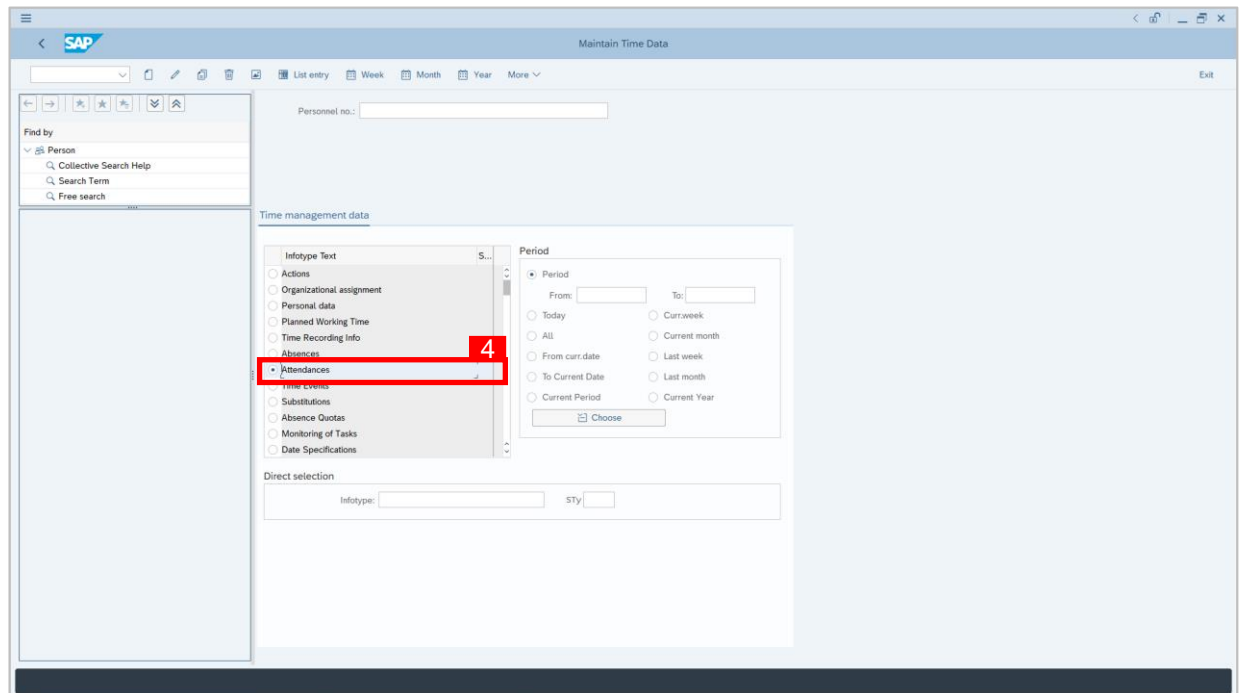 SAP
Maintain Time Data
List entry Week Month Year More Exit
Find by
Person
Collective Search Help
Search Term
Free search
Personnel no.:
Time management data
Infotype Text S...
Actions
Organizational assignment
Personal data
Planned Working Time
Time Recording Info
Absences
4
Attendances
Time Events
Substitutions
Absence Quotas
Monitoring of Tasks
Date Specifications
Period
Period
From: To:
Today Curr.week
All Current month
From curr.date Last week
To Current Date Last month
Current Period Current Year
Choose
Direct selection
Infotype: STy